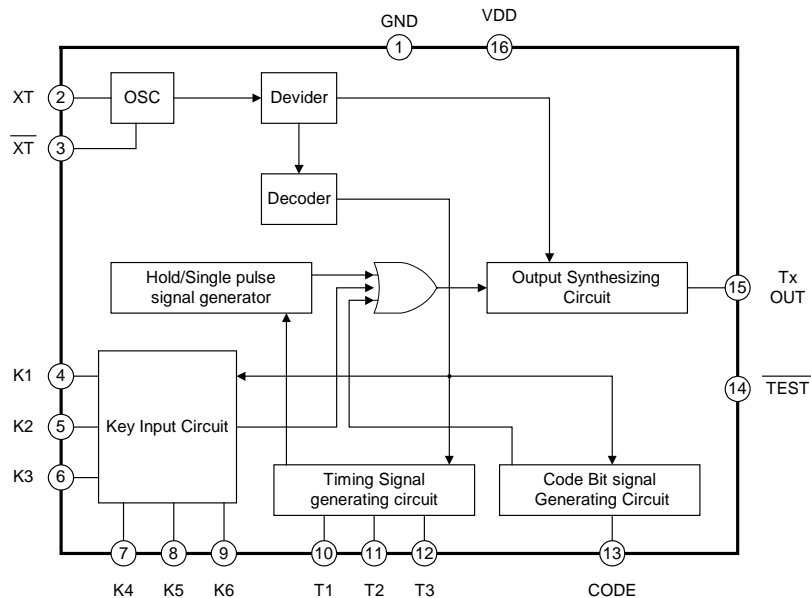 GND
VDD
1
16
XT
2
OSC
Devider
XT
3
Decoder
Hold/Single pulse
signal generator
Output Synthesizing
Circuit
15
Tx
OUT
K1
4
14
TEST
K2
5
Key Input Circuit
K3
6
Timing Signal
generating circuit
Code Bit signal
Generating Circuit
7
8
9
10
11
12
13
K4
K5
K6
T1
T2
T3
CODE